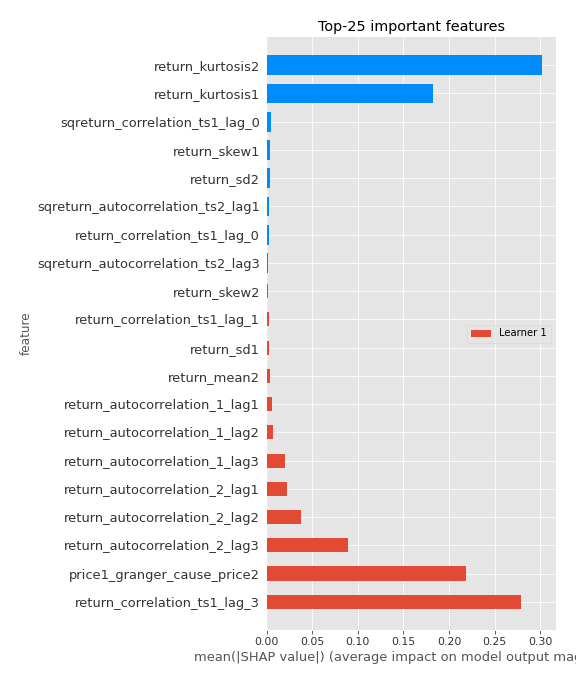 Top-25 important features
return_kurtosis2
return_kurtosis1
sqreturn_correlation_ts1_lag_0
return_skew1
return_sd2
sqreturn_autocorrelation_ts2_lag1
return_correlation_ts1_lag_0
sqreturn_autocorrelation_ts2_lag3
return_skew2
return_correlation_ts1_lag_1
return_sd1
return_mean2
return_autocorrelation_1_lag1
return_autocorrelation_1_lag2
return_autocorrelation_1_lag3
return_autocorrelation_2_lag1
return_autocorrelation_2_lag2
return_autocorrelation_2_lag3
price1_granger_cause_price2
return_correlation_ts1_lag_3
feature
Learner 1
0.00 0.05 0.10 0.15 0.20 0.25 0.30
mean(|SHAP value|) (average impact on model output mag